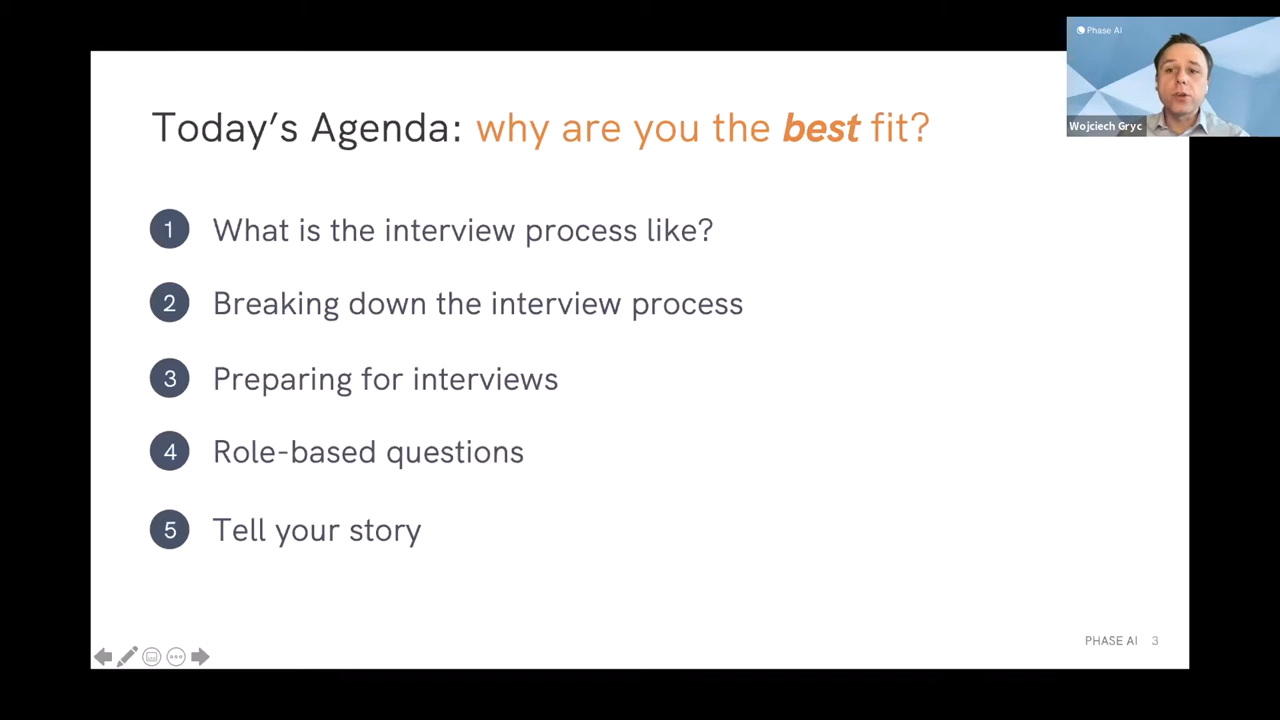 Phase AI
Wojciech Gryc
Today's Agenda: why are you the best fit?
1 What is the interview process like?
2 Breaking down the interview process
3 Preparing for interviews
4 Role-based questions
5 Tell your story
PHASE AI 3